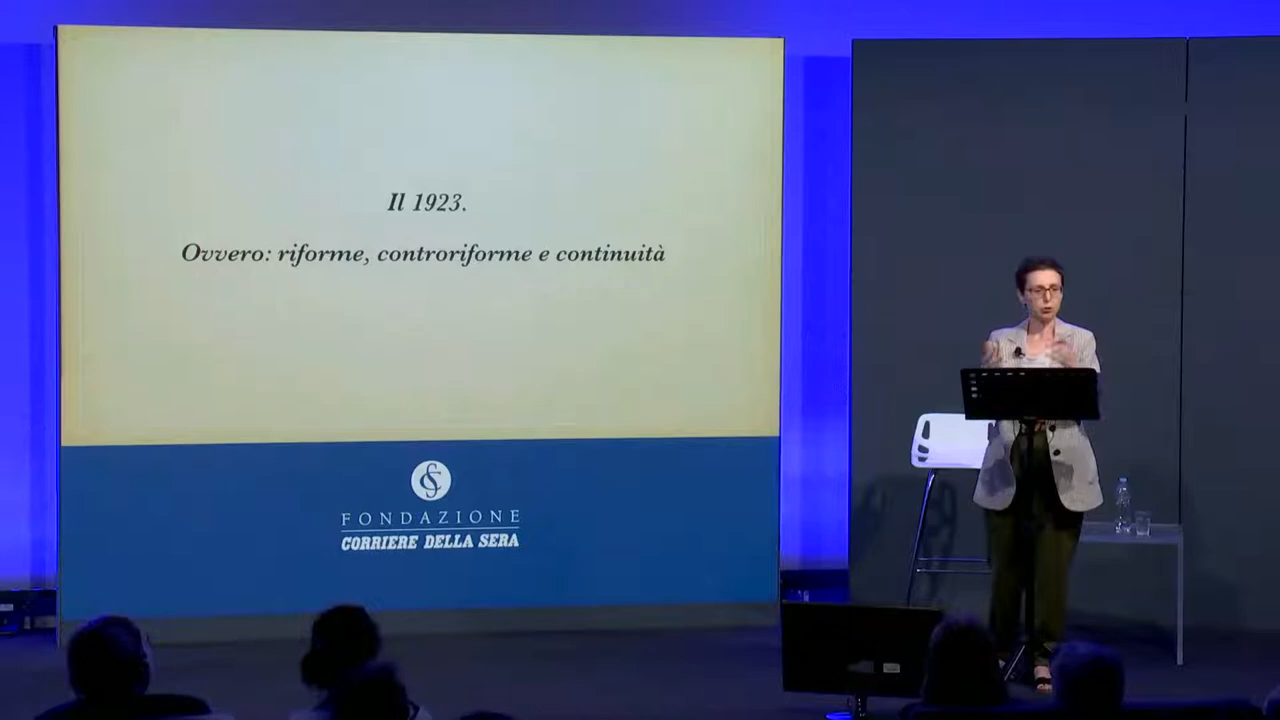 Il 1923.
Ovvero: riforme, controriforme e continuità
FONDAZIONE
CORRIERE DELLA SERA